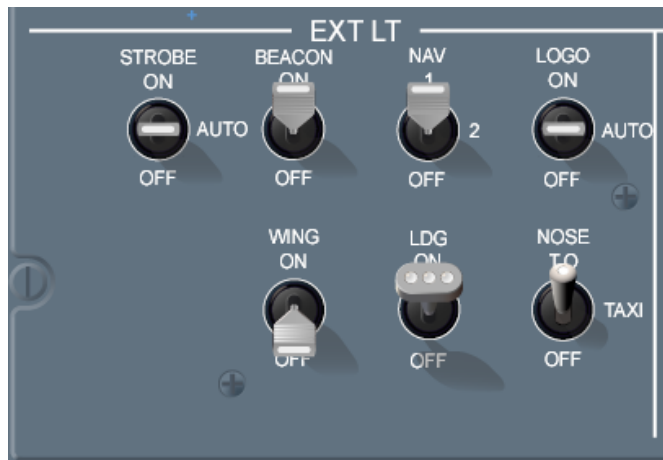 EXT LT
STROBE BEACON NAV LOGO
ON ON 1 ON
AUTO 2 AUTO
OFF OFF OFF OFF
WING LDG NOSE
ON ON T.O
TAXI
OFF OFF OFF